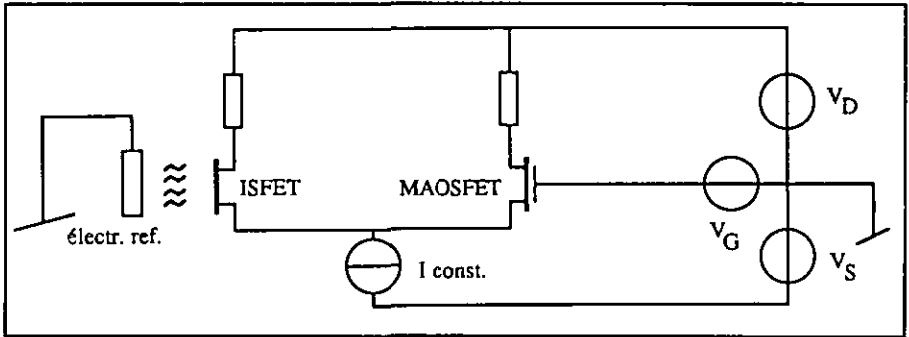 V_D
ISFET
MAOSFET
électr. ref.
V_G
I const.
V_S